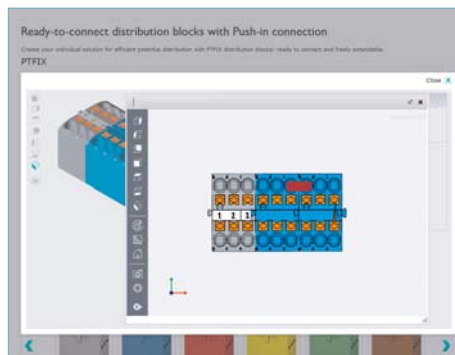 Ready-to-connect distribution blocks with Push-in connection
Create your individual solution for efficient potential distribution with PTFIX distribution blocks: ready to connect and freely extendable.
PTFIX
Close X
1 2 3